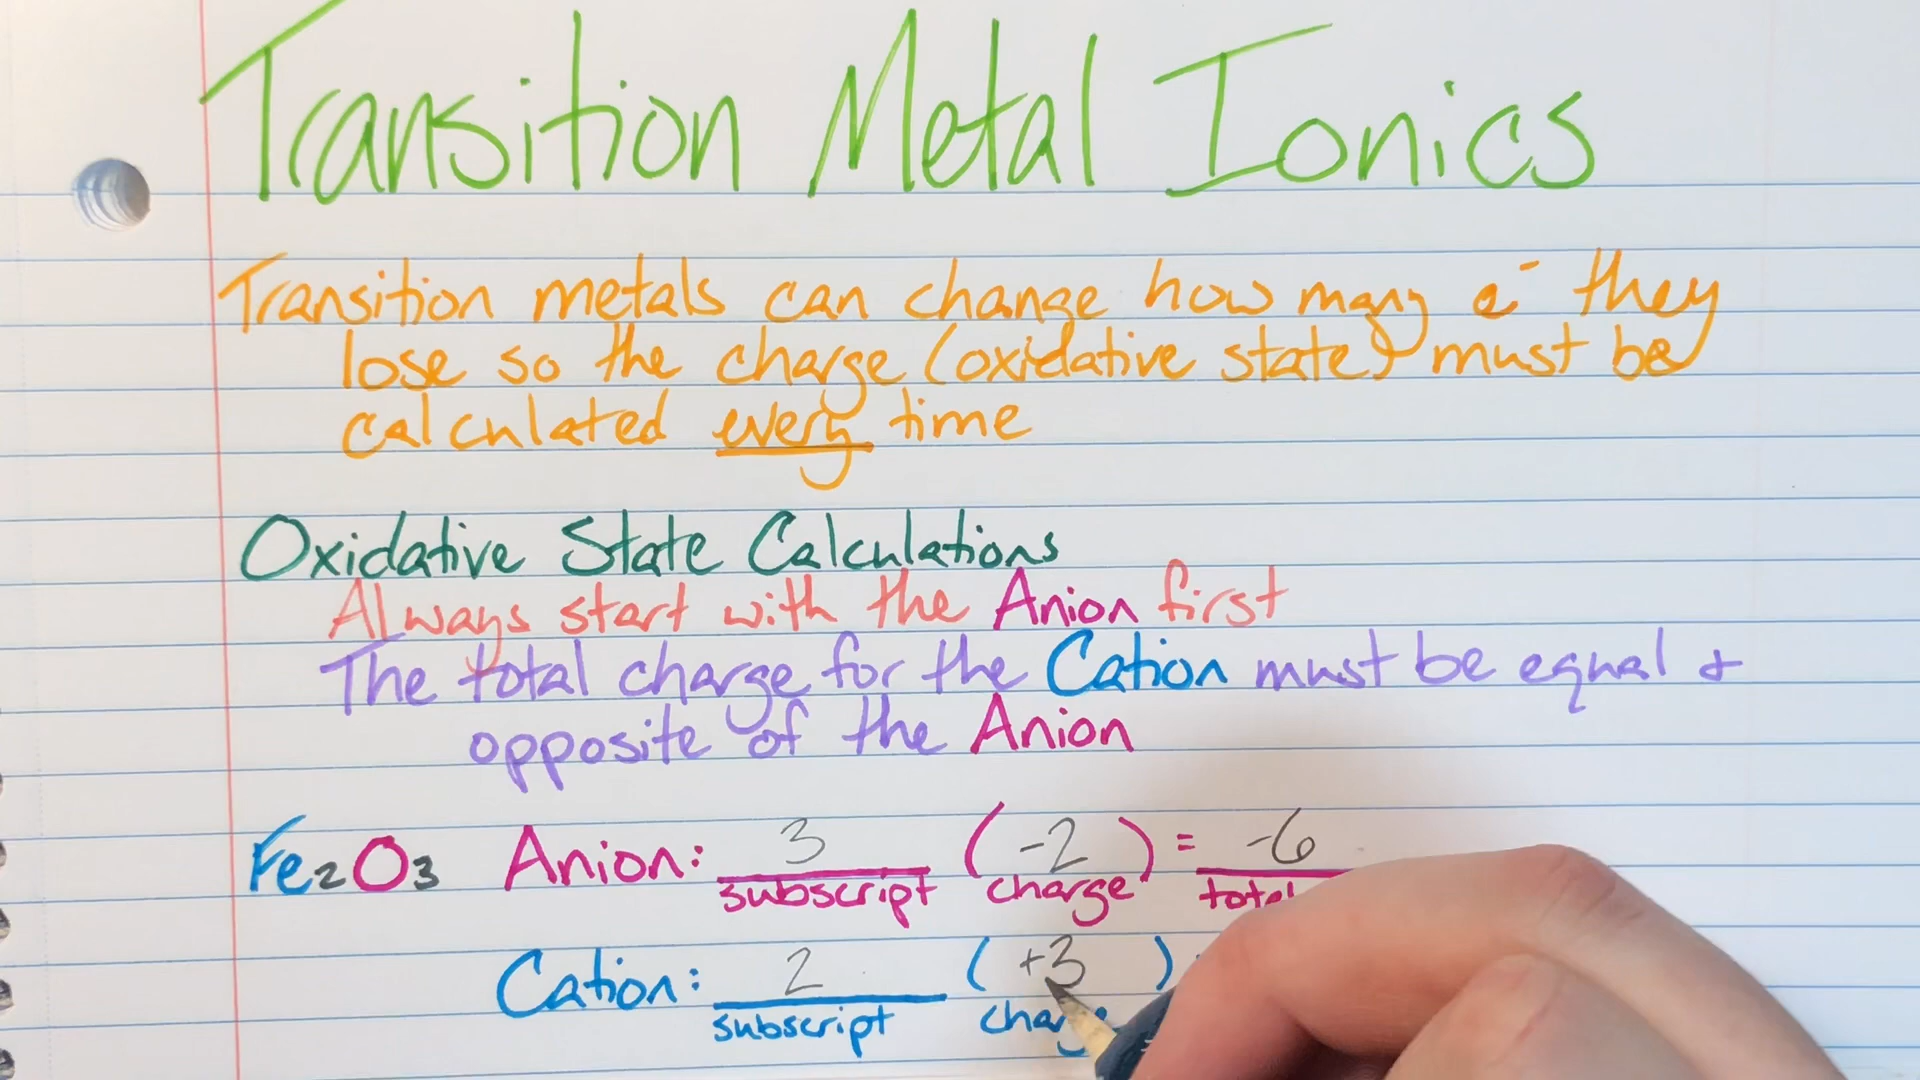 Transition Metal Ionics
Transition metals can change how many e⁻ they
lose so the charge (oxidative state) must be
calculated every time
Oxidative State Calculations
Always start with the Anion first
The total charge for the Cation must be equal &
opposite of the Anion
Fe₂O₃ Anion: 3 (-2) = -6
subscript charge total
Cation: 2 (+3)
subscript